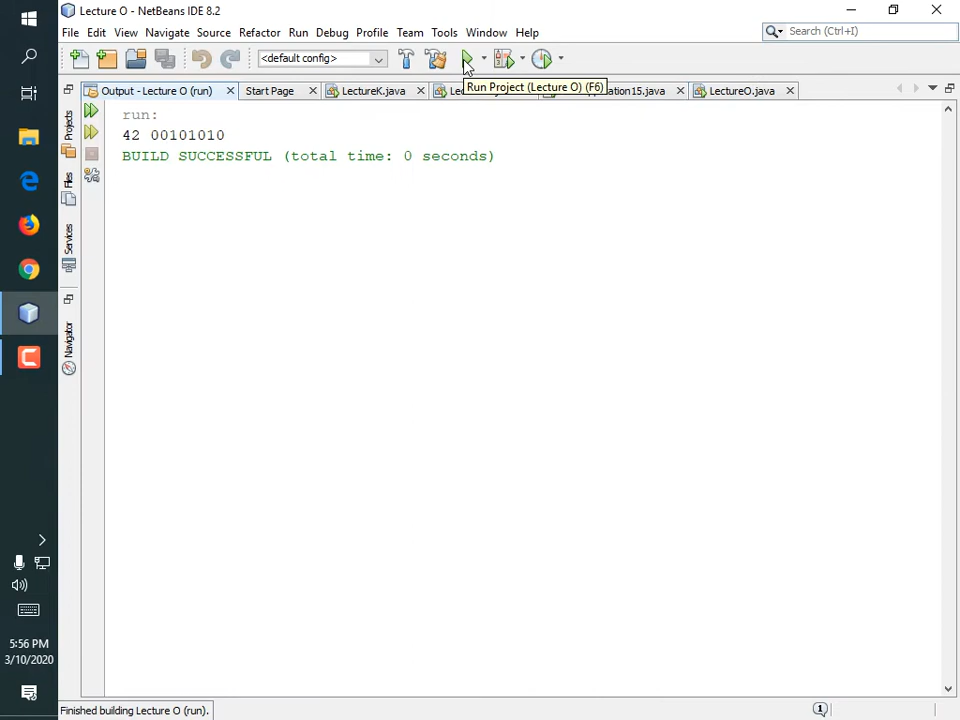 Lecture O - NetBeans IDE 8.2
File Edit View Navigate Source Refactor Run Debug Profile Team Tools Window Help
Search (Ctrl+I)
<default config>
Run Project (Lecture O) (F6)
Output - Lecture O (run)
Start Page
LectureK.java
LectureO.java
Projects
Files
Services
Navigator
run:
42 00101010
BUILD SUCCESSFUL (total time: 0 seconds)
5:56 PM
3/10/2020
Finished building Lecture O (run).
1